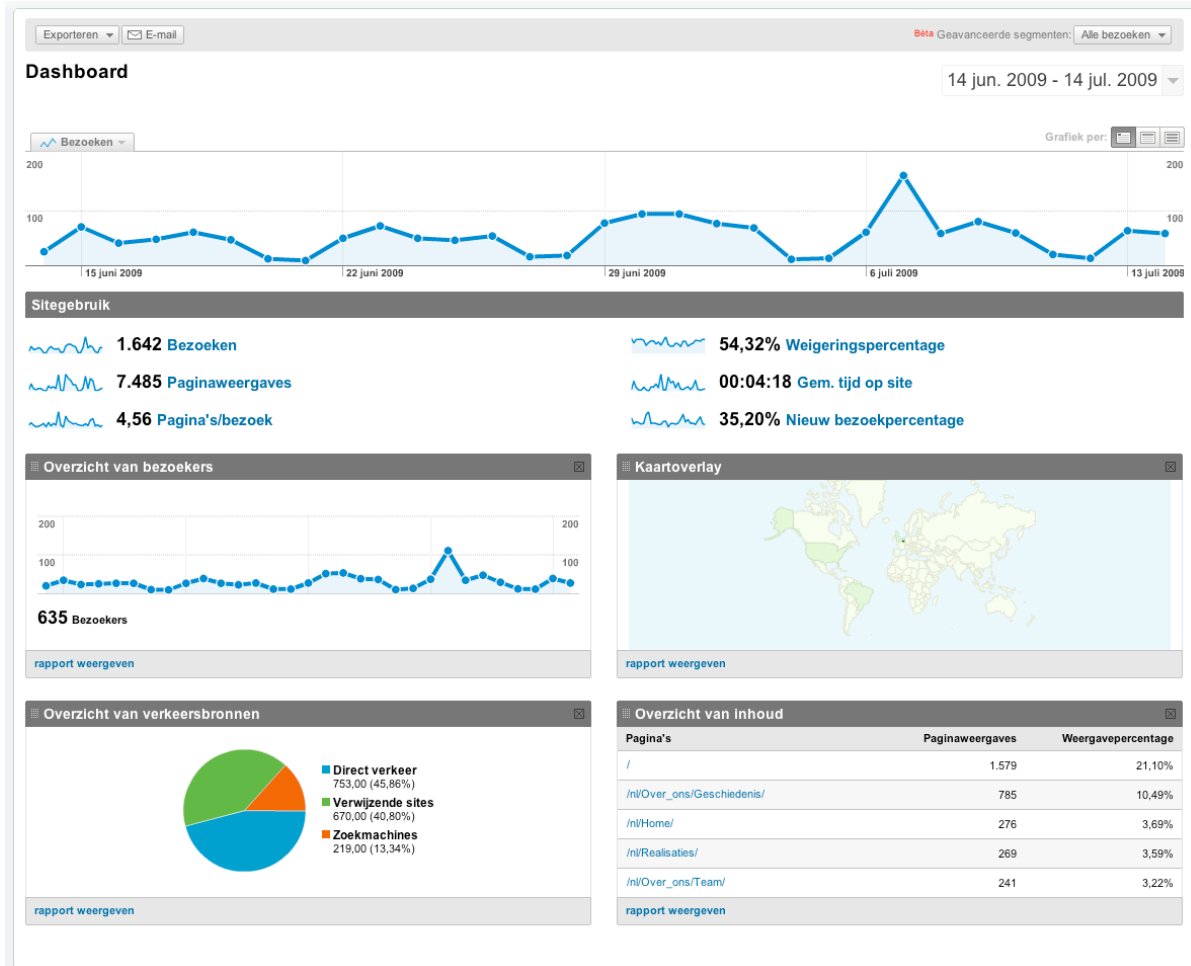 Exporteren E-mail Bèta Geavanceerde segmenten: Alle bezoeken
Dashboard
14 jun. 2009 - 14 jul. 2009
Bezoeken
Grafiek per:
200 200
100 100
15 juni 2009 22 juni 2009 29 juni 2009 6 juli 2009 13 juli 2009
Sitegebruik
1.642 Bezoeken
54,32% Weigeringspercentage
7.485 Paginaweergaves
00:04:18 Gem. tijd op site
4,56 Pagina's/bezoek
35,20% Nieuw bezoekpercentage
Overzicht van bezoekers
200 200
100 100
635 Bezoekers
rapport weergeven
Kaartoverlay
rapport weergeven
Overzicht van verkeersbronnen
Direct verkeer
753,00 (45,86%)
Verwijzende sites
670,00 (40,80%)
Zoekmachines
219,00 (13,34%)
rapport weergeven
Overzicht van inhoud
Pagina's Paginaweergaves Weergavepercentage
/ 1.579 21,10%
/nl/Over_ons/Geschiedenis/ 785 10,49%
/nl/Home/ 276 3,69%
/nl/Realisaties/ 269 3,59%
/nl/Over_ons/Team/ 241 3,22%
rapport weergeven